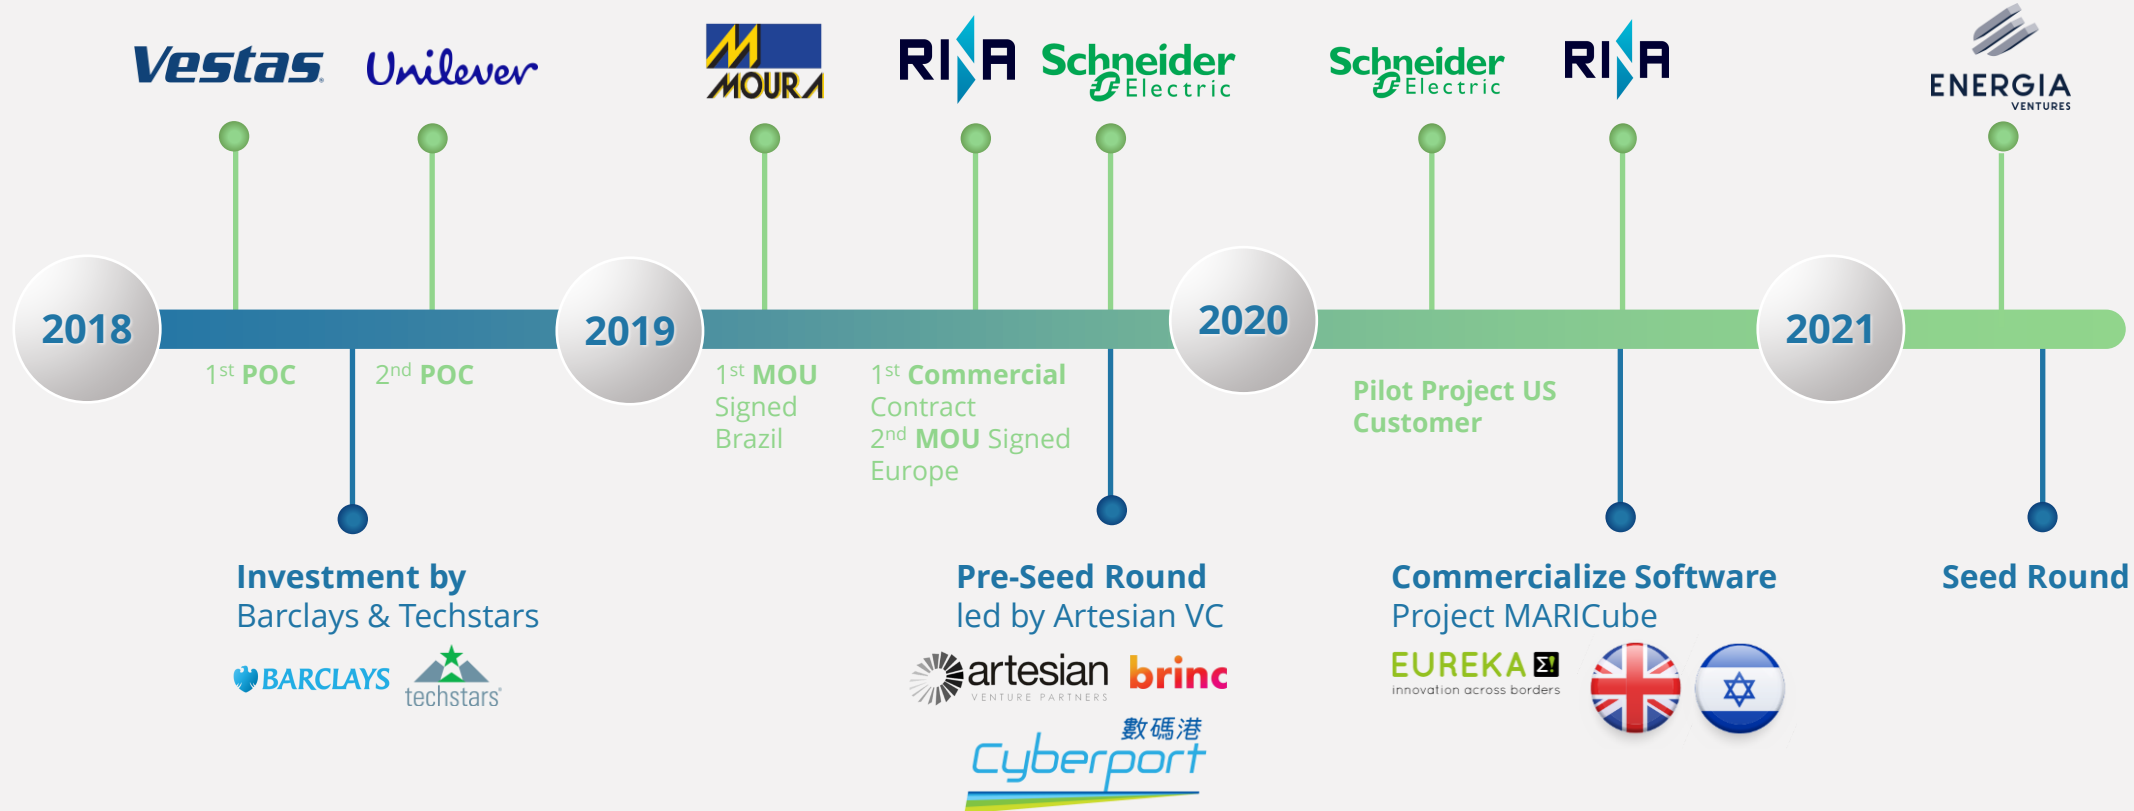 Vestas
Unilever
MOURA
RINA
Schneider
Electric
Schneider
Electric
RINA
ENERGIA
VENTURES
2018
2019
2020
2021
1st POC
2nd POC
1st MOU
Signed
Brazil
1st Commercial
Contract
2nd MOU Signed
Europe
Pilot Project US
Customer
Investment by
Barclays & Techstars
BARCLAYS
techstars
Pre-Seed Round
led by Artesian VC
artesian
VENTURE PARTNERS
brinc
數碼港
Cyberport
Commercialize Software
Project MARICube
EUREKA Σ!
innovation across borders
Seed Round